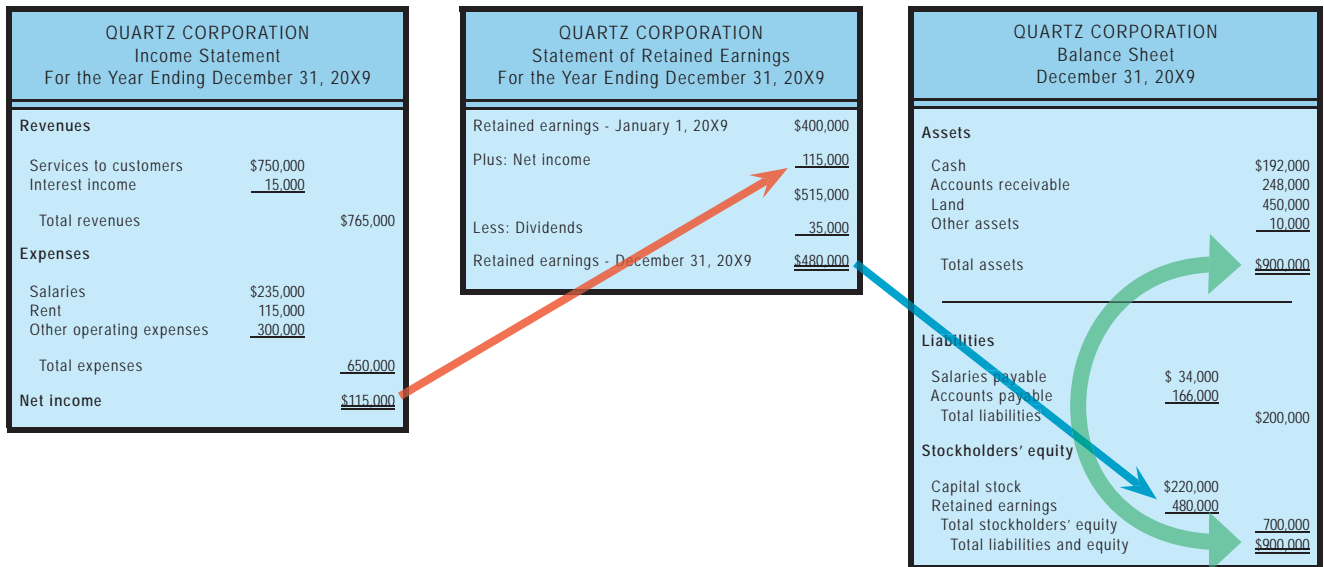 QUARTZ CORPORATION
Income Statement
For the Year Ending December 31, 20X9
Revenues
Services to customers $750,000
Interest income 15,000
Total revenues $765,000
Expenses
Salaries $235,000
Rent 115,000
Other operating expenses 300,000
Total expenses 650,000
Net income $115,000
QUARTZ CORPORATION
Statement of Retained Earnings
For the Year Ending December 31, 20X9
Retained earnings - January 1, 20X9 $400,000
Plus: Net income 115,000
$515,000
Less: Dividends 35,000
Retained earnings - December 31, 20X9 $480,000
QUARTZ CORPORATION
Balance Sheet
December 31, 20X9
Assets
Cash $192,000
Accounts receivable 248,000
Land 450,000
Other assets 10,000
Total assets $900,000
Liabilities
Salaries payable $ 34,000
Accounts payable 166,000
Total liabilities $200,000
Stockholders' equity
Capital stock $220,000
Retained earnings 480,000
Total stockholders' equity 700,000
Total liabilities and equity $900,000